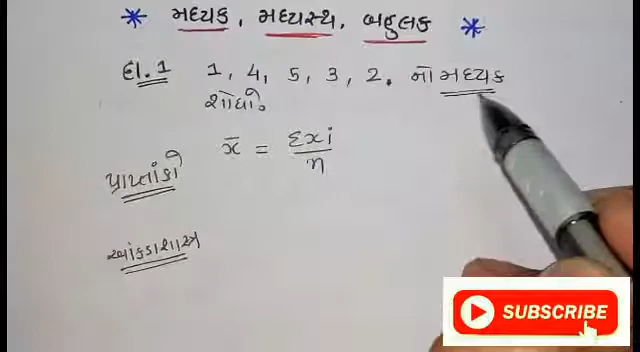 * મધ્યક, મધ્યસ્થ, બહુલક *
દા.1 1, 4, 5, 3, 2. નો મધ્યક
શોધો.
x̄ = Σxi / n
પ્રાપ્તાંકો
આંકડાશાસ્ત્ર
SUBSCRIBE